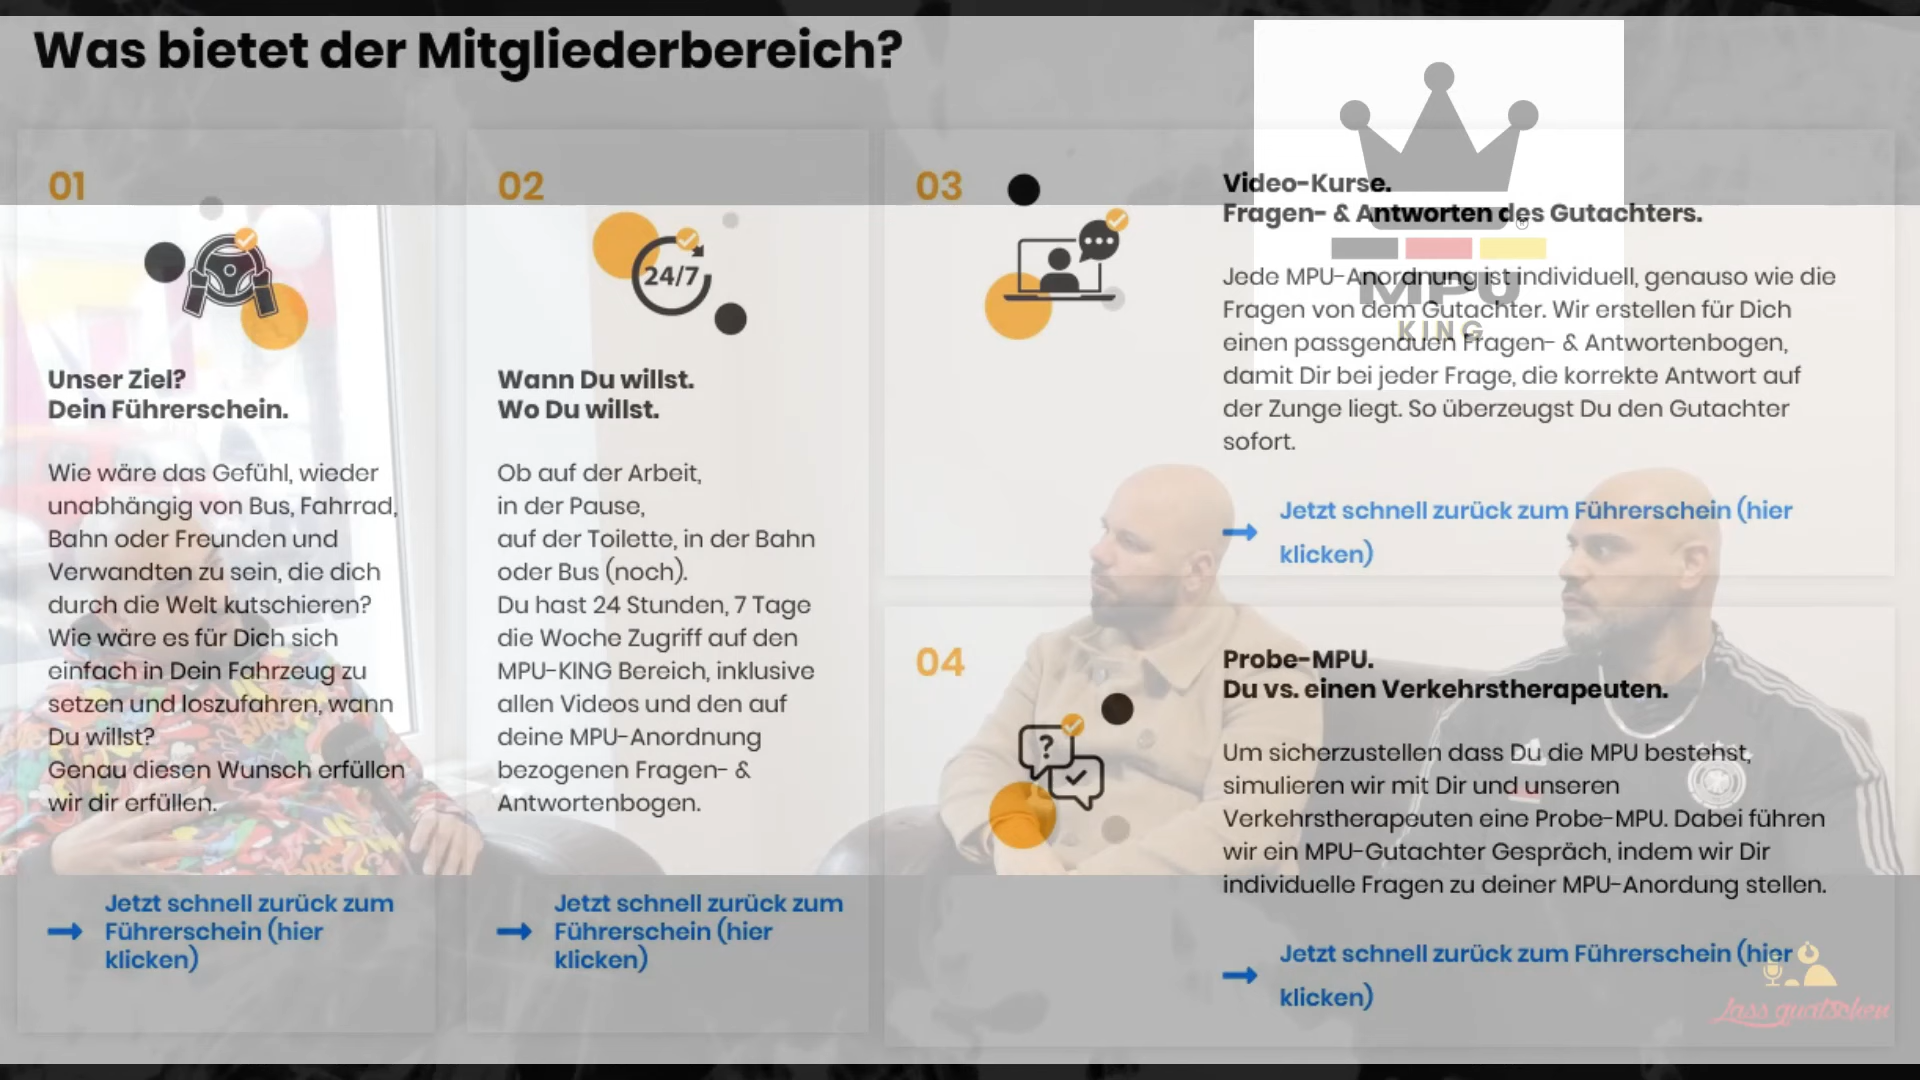 Was bietet der Mitgliederbereich?
01
Unser Ziel?
Dein Führerschein.
Wie wäre das Gefühl, wieder
unabhängig von Bus, Fahrrad,
Bahn oder Freunden und
Verwandten zu sein, die dich
durch die Welt kutschieren?
Wie wäre es für Dich sich
einfach in Dein Fahrzeug zu
setzen und loszufahren, wann
Du willst?
Genau diesen Wunsch erfüllen
wir dir erfüllen.
Jetzt schnell zurück zum
Führerschein (hier
klicken)
02
24/7
Wann Du willst.
Wo Du willst.
Ob auf der Arbeit,
in der Pause,
auf der Toilette, in der Bahn
oder Bus (noch).
Du hast 24 Stunden, 7 Tage
die Woche Zugriff auf den
MPU-KING Bereich, inklusive
allen Videos und den auf
deine MPU-Anordnung
bezogenen Fragen- &
Antwortenbogen.
Jetzt schnell zurück zum
Führerschein (hier
klicken)
03
Video-Kurse.
Fragen- & Antworten des Gutachters.
Jede MPU-Anordnung ist individuell, genauso wie die
Fragen von dem Gutachter. Wir erstellen für Dich
einen passgenauen Fragen- & Antwortenbogen,
damit Dir bei jeder Frage, die korrekte Antwort auf
der Zunge liegt. So überzeugst Du den Gutachter
sofort.
Jetzt schnell zurück zum Führerschein (hier
klicken)
®
MPU
KING
04
?
Probe-MPU.
Du vs. einen Verkehrstherapeuten.
Um sicherzustellen dass Du die MPU bestehst,
simulieren wir mit Dir und unseren
Verkehrstherapeuten eine Probe-MPU. Dabei führen
wir ein MPU-Gutachter Gespräch, indem wir Dir
individuelle Fragen zu deiner MPU-Anordung stellen.
Jetzt schnell zurück zum Führerschein (hier
klicken)
Lass quatschen